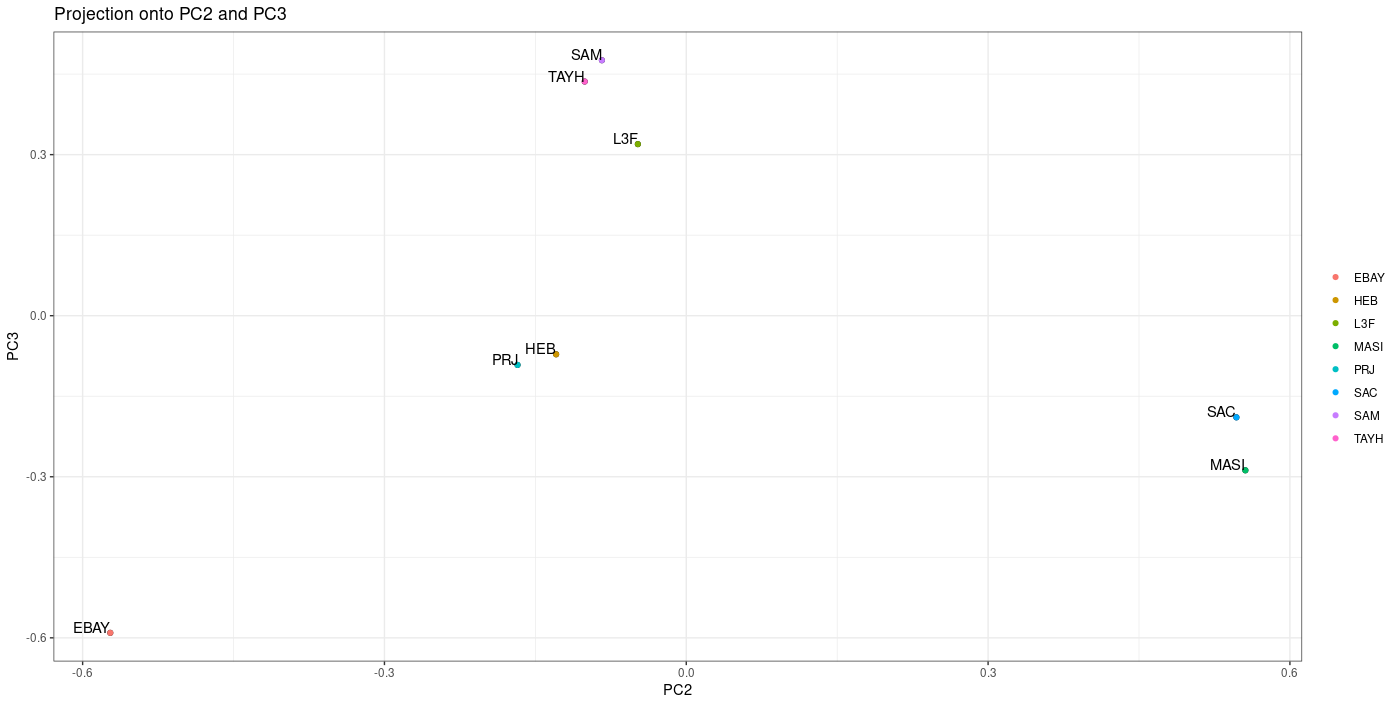 Projection onto PC2 and PC3
SAM
TAYH
L3F
0.3
0.0
HEB
PRJ
SAC
MASI
-0.3
EBAY
-0.6
PC3
-0.6
-0.3
0.0
0.3
0.6
PC2
EBAY
HEB
L3F
MASI
PRJ
SAC
SAM
TAYH